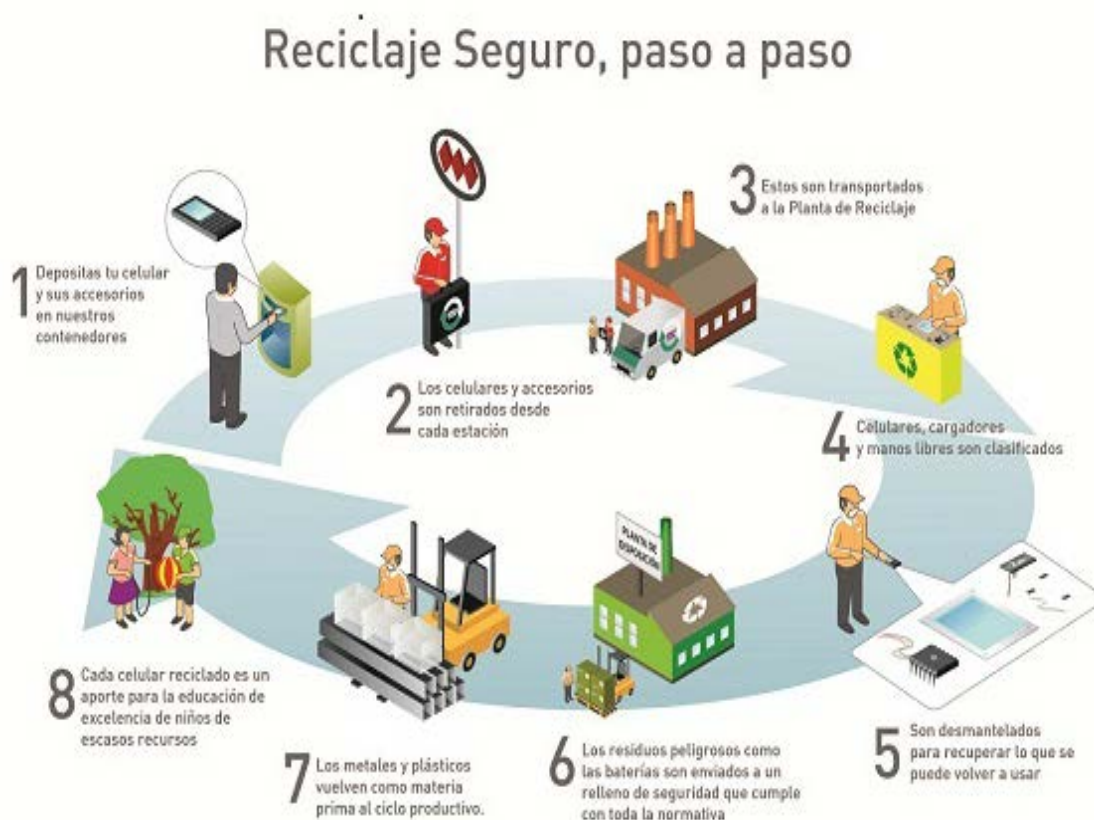 Reciclaje Seguro, paso a paso
1 Depositas tu celular
y sus accesorios
en nuestros
contenedores
2 Los celulares y accesorios
son retirados desde
cada estación
3 Estos son transportados
a la Planta de Reciclaje
4 Celulares, cargadores
y manos libres son clasificados
5 Son desmantelados
para recuperar lo que se
puede volver a usar
PLANTA DE
DISPOSICIÓN
6 Los residuos peligrosos como
las baterías son enviados a un
relleno de seguridad que cumple
con toda la normativa
7 Los metales y plásticos
vuelven como materia
prima al ciclo productivo.
8 Cada celular reciclado es un
aporte para la educación de
excelencia de niños de
escasos recursos